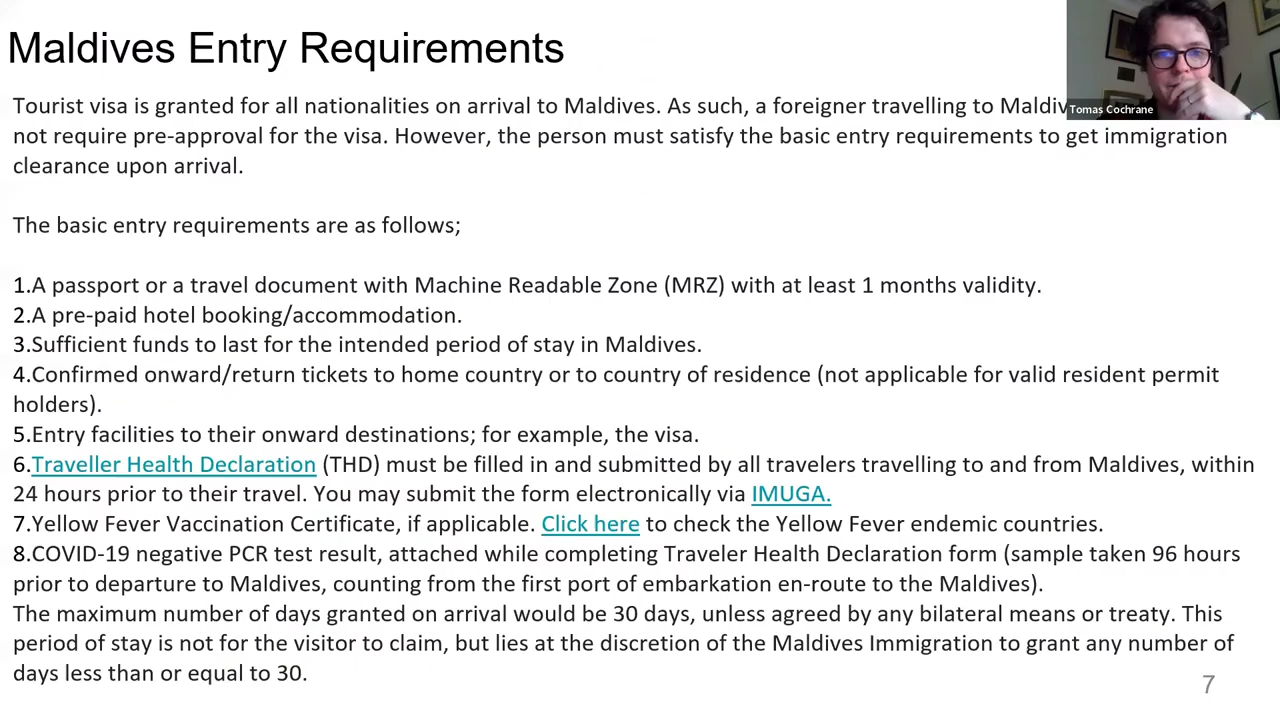 Maldives Entry Requirements
Tomas Cochrane
Tourist visa is granted for all nationalities on arrival to Maldives. As such, a foreigner travelling to Maldiv
not require pre-approval for the visa. However, the person must satisfy the basic entry requirements to get immigration
clearance upon arrival.
The basic entry requirements are as follows;
1.A passport or a travel document with Machine Readable Zone (MRZ) with at least 1 months validity.
2.A pre-paid hotel booking/accommodation.
3.Sufficient funds to last for the intended period of stay in Maldives.
4.Confirmed onward/return tickets to home country or to country of residence (not applicable for valid resident permit
holders).
5.Entry facilities to their onward destinations; for example, the visa.
6.Traveller Health Declaration (THD) must be filled in and submitted by all travelers travelling to and from Maldives, within
24 hours prior to their travel. You may submit the form electronically via IMUGA.
7.Yellow Fever Vaccination Certificate, if applicable. Click here to check the Yellow Fever endemic countries.
8.COVID-19 negative PCR test result, attached while completing Traveler Health Declaration form (sample taken 96 hours
prior to departure to Maldives, counting from the first port of embarkation en-route to the Maldives).
The maximum number of days granted on arrival would be 30 days, unless agreed by any bilateral means or treaty. This
period of stay is not for the visitor to claim, but lies at the discretion of the Maldives Immigration to grant any number of
days less than or equal to 30.
7